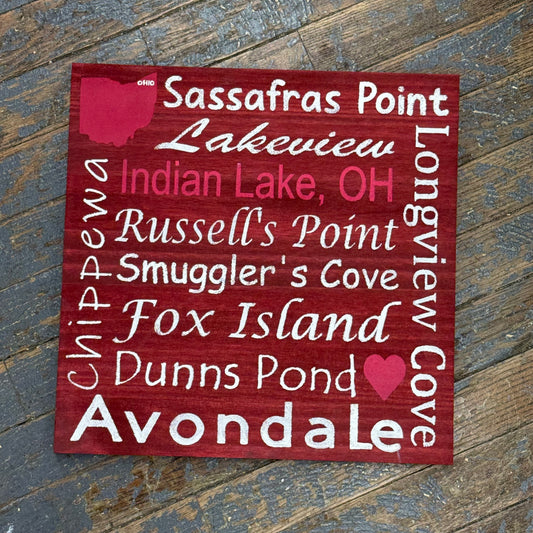 OHIO
Sassafras Point
Lakeview
Indian Lake, OH
Russell's Point
Smuggler's Cove
Fox Island
Dunns Pond
Avondale
Chippewa
Longview Cove